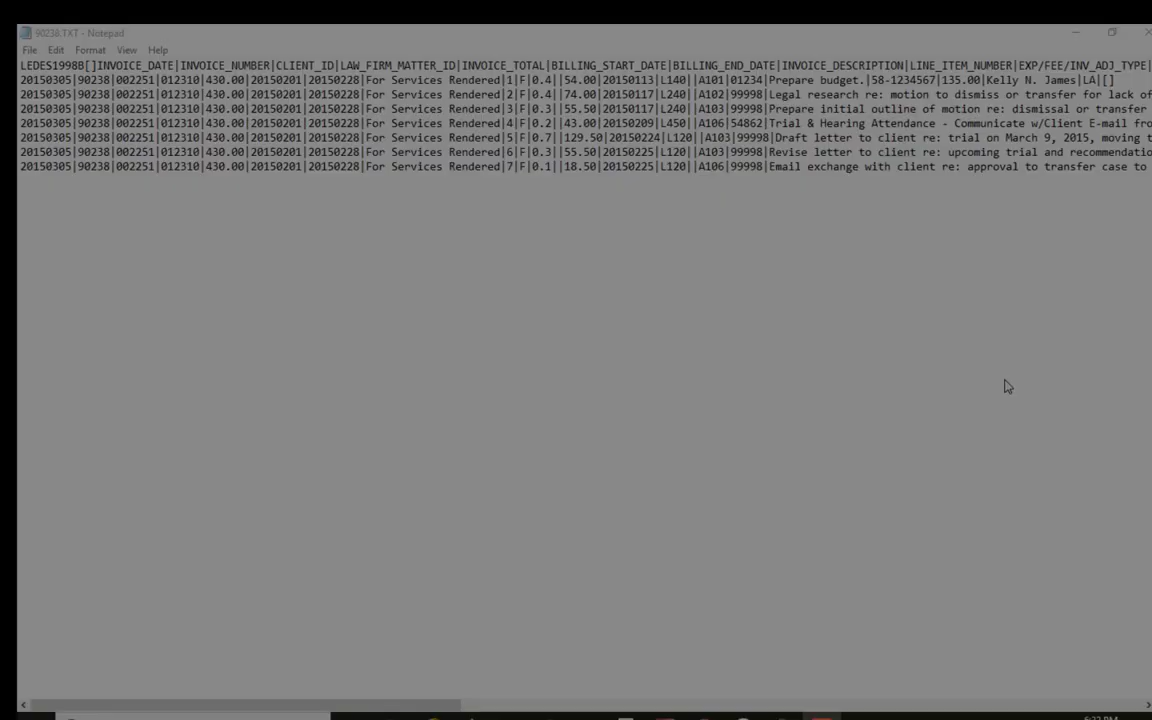 90238.TXT - Notepad
File Edit Format View Help
LEDES1998B[]INVOICE_DATE|INVOICE_NUMBER|CLIENT_ID|LAW_FIRM_MATTER_ID|INVOICE_TOTAL|BILLING_START_DATE|BILLING_END_DATE|INVOICE_DESCRIPTION|LINE_ITEM_NUMBER|EXP/FEE/INV_ADJ_TYPE|
20150305|90238|002251|012310|430.00|20150201|20150228|For Services Rendered|1|F|0.4||54.00|20150113|L140||A101|01234|Prepare budget.|58-1234567|135.00|Kelly N. James|LA|[]
20150305|90238|002251|012310|430.00|20150201|20150228|For Services Rendered|2|F|0.4||74.00|20150117|L240||A102|99998|Legal research re: motion to dismiss or transfer for lack of
20150305|90238|002251|012310|430.00|20150201|20150228|For Services Rendered|3|F|0.3||55.50|20150117|L240||A103|99998|Prepare initial outline of motion re: dismissal or transfer
20150305|90238|002251|012310|430.00|20150201|20150228|For Services Rendered|4|F|0.2||43.00|20150209|L450||A106|54862|Trial & Hearing Attendance - Communicate w/Client E-mail fro
20150305|90238|002251|012310|430.00|20150201|20150228|For Services Rendered|5|F|0.7||129.50|20150224|L120||A103|99998|Draft letter to client re: trial on March 9, 2015, moving t
20150305|90238|002251|012310|430.00|20150201|20150228|For Services Rendered|6|F|0.3||55.50|20150225|L120||A103|99998|Revise letter to client re: upcoming trial and recommendatio
20150305|90238|002251|012310|430.00|20150201|20150228|For Services Rendered|7|F|0.1||18.50|20150225|L120||A106|99998|Email exchange with client re: approval to transfer case to